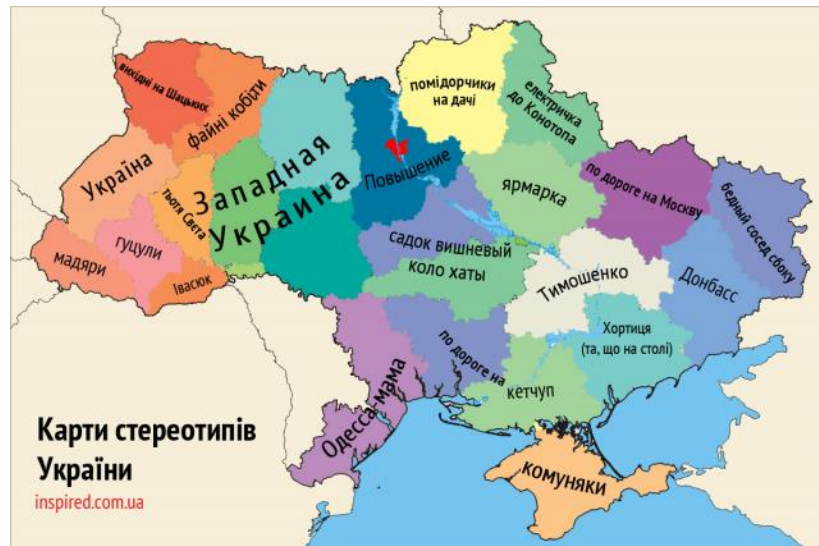 вихідні на Шацьких
файні кобіти
помідорчики
на дачі
електричка
до Конотопа
Україна
тьотя Света
Западная
Украина
Повышение
ярмарка
по дороге на Москву
бедный сосед сбоку
мадяри
гуцули
Івасюк
садок вишневый
коло хаты
Тимошенко
Донбасс
Хортиця
(та, що на столі)
Одесса-мама
по дороге на
кетчуп
комуняки
Карти стереотипів
України
inspired.com.ua